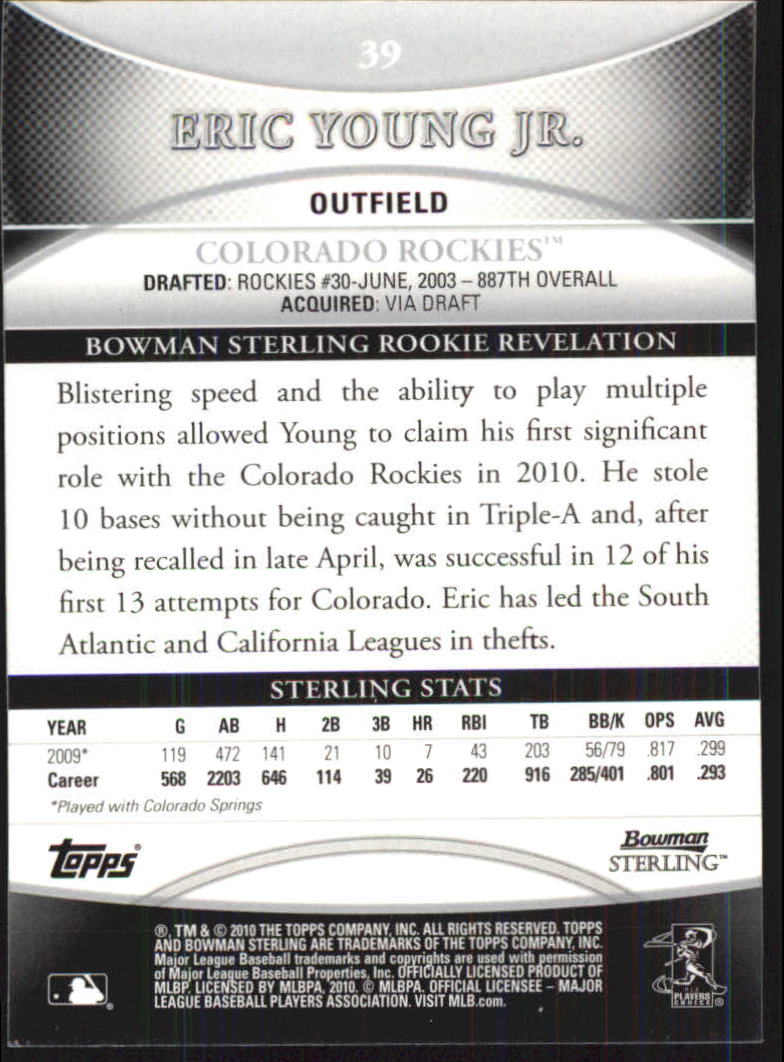 39
ERIC YOUNG JR.
OUTFIELD
COLORADO ROCKIES™
DRAFTED: ROCKIES #30-JUNE, 2003 – 887TH OVERALL
ACQUIRED: VIA DRAFT
BOWMAN STERLING ROOKIE REVELATION
Blistering speed and the ability to play multiple
positions allowed Young to claim his first significant
role with the Colorado Rockies in 2010. He stole
10 bases without being caught in Triple-A and, after
being recalled in late April, was successful in 12 of his
first 13 attempts for Colorado. Eric has led the South
Atlantic and California Leagues in thefts.
STERLING STATS
YEAR G AB H 2B 3B HR RBI TB BB/K OPS AVG
2009* 119 472 141 21 10 7 43 203 56/79 .817 .299
Career 568 2203 646 114 39 26 220 916 285/401 .801 .293
*Played with Colorado Springs
Topps®
Bowman
STERLING™
®, TM & © 2010 THE TOPPS COMPANY, INC. ALL RIGHTS RESERVED. TOPPS
AND BOWMAN STERLING ARE TRADEMARKS OF THE TOPPS COMPANY, INC.
Major League Baseball trademarks and copyrights are used with permission
of Major League Baseball Properties, Inc. OFFICIALLY LICENSED PRODUCT OF
MLBP. LICENSED BY MLBPA, 2010. © MLBPA. OFFICIAL LICENSEE – MAJOR
LEAGUE BASEBALL PLAYERS ASSOCIATION. VISIT MLB.com.
PLAYERS
CHOICE